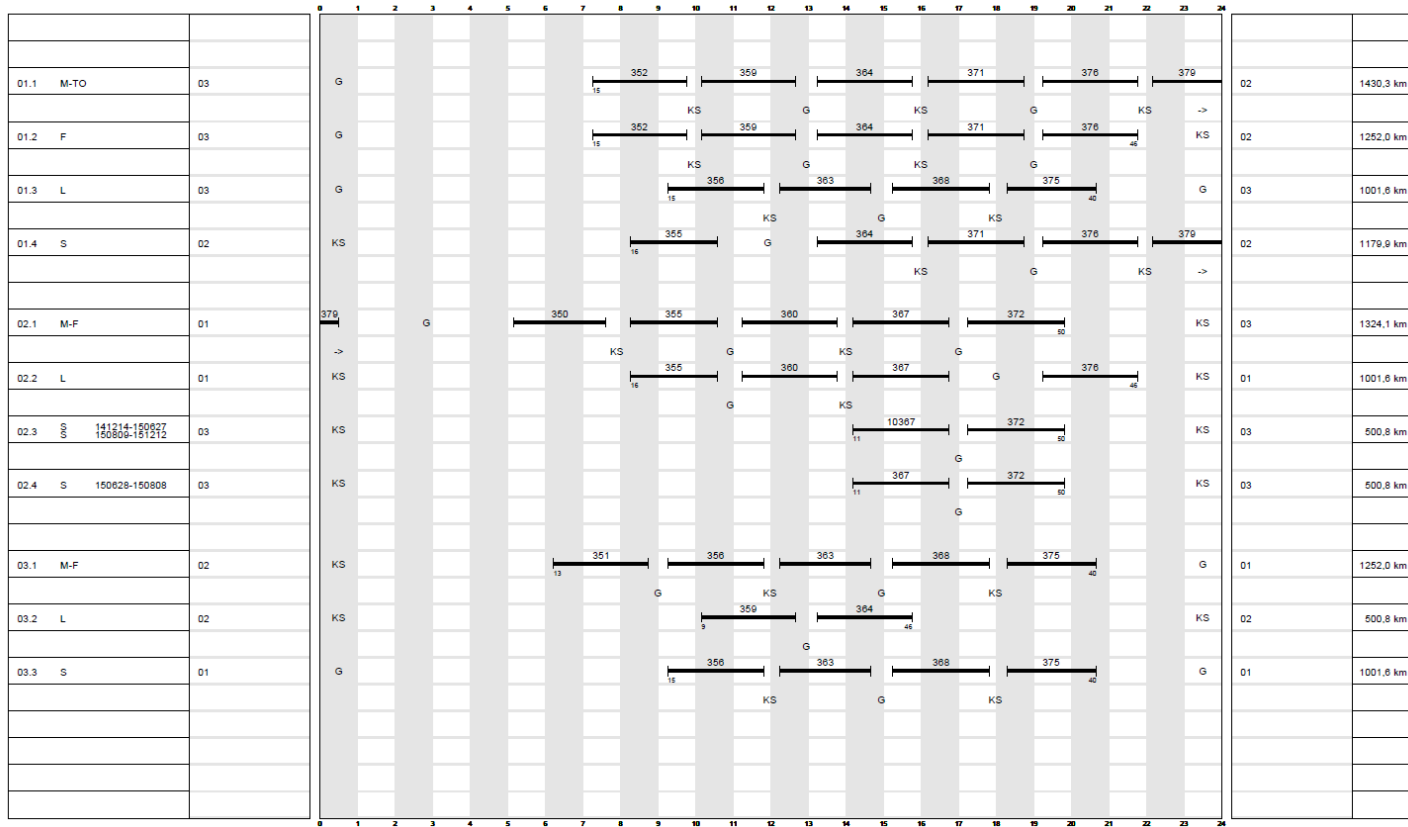 0 1 2 3 4 5 6 7 8 9 10 11 12 13 14 15 16 17 18 19 20 21 22 23 24
01.1 M-TO 03 G 352 359 364 371 376 379 02 1430,3 km
15
KS G KS G KS ->
01.2 F 03 G 352 359 364 371 376 KS 02 1252,0 km
15 46
KS G KS G
01.3 L 03 G 356 363 368 375 G 03 1001,6 km
15 40
KS G KS
01.4 S 02 KS 355 G 364 371 376 379 02 1179,9 km
16
KS G KS ->
02.1 M-F 01 379 G 350 355 360 367 372 KS 03 1324,1 km
50
-> KS G KS G
02.2 L 01 KS 355 360 367 G 376 KS 01 1001,6 km
16 46
G KS
02.3 S 141214-150627 03 KS 10367 372 KS 03 500,8 km
S 150809-151212
11 50
G
02.4 S 150628-150808 03 KS 367 372 KS 03 500,8 km
11 50
G
03.1 M-F 02 KS 351 356 363 368 375 G 01 1252,0 km
13 40
G KS G KS
03.2 L 02 KS 359 364 KS 02 500,8 km
9 46
G
03.3 S 01 G 356 363 368 375 G 01 1001,6 km
15 40
KS G KS
0 1 2 3 4 5 6 7 8 9 10 11 12 13 14 15 16 17 18 19 20 21 22 23 24